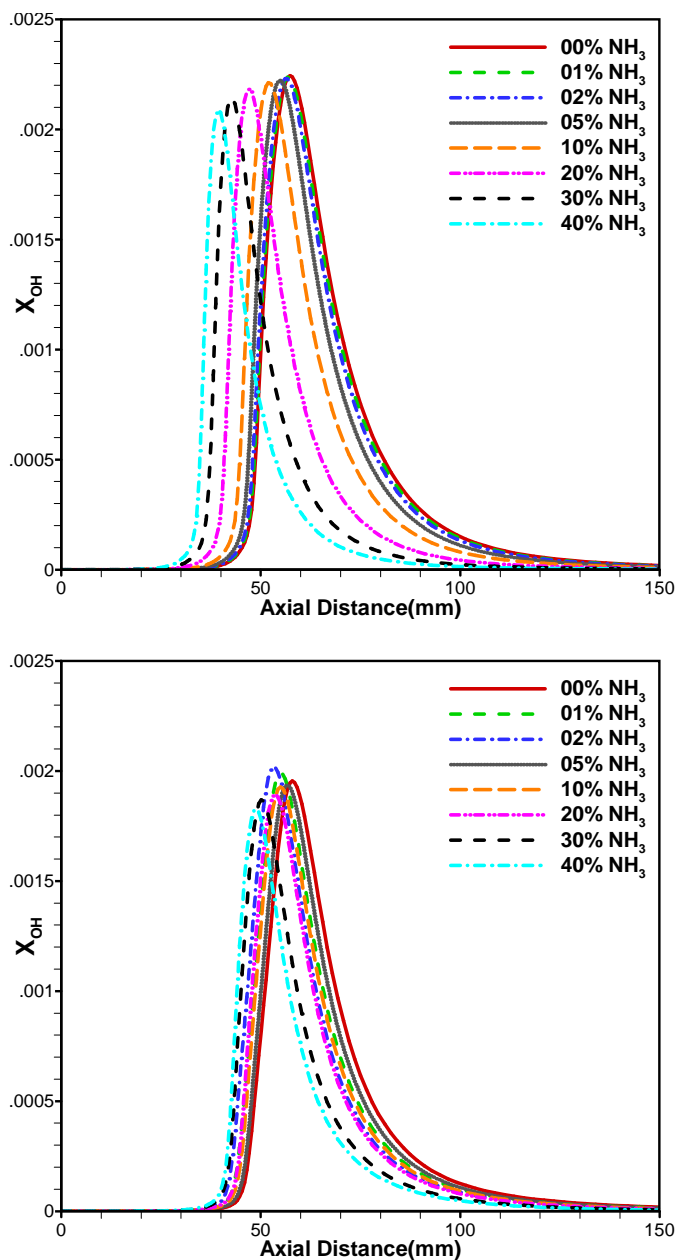 .0025
.002
.0015
.001
.0005
0
X_OH
00% NH₃
01% NH₃
02% NH₃
05% NH₃
10% NH₃
20% NH₃
30% NH₃
40% NH₃
0 50 100 150
Axial Distance(mm)
.0025
.002
.0015
.001
.0005
0
X_OH
00% NH₃
01% NH₃
02% NH₃
05% NH₃
10% NH₃
20% NH₃
30% NH₃
40% NH₃
0 50 100 150
Axial Distance(mm)